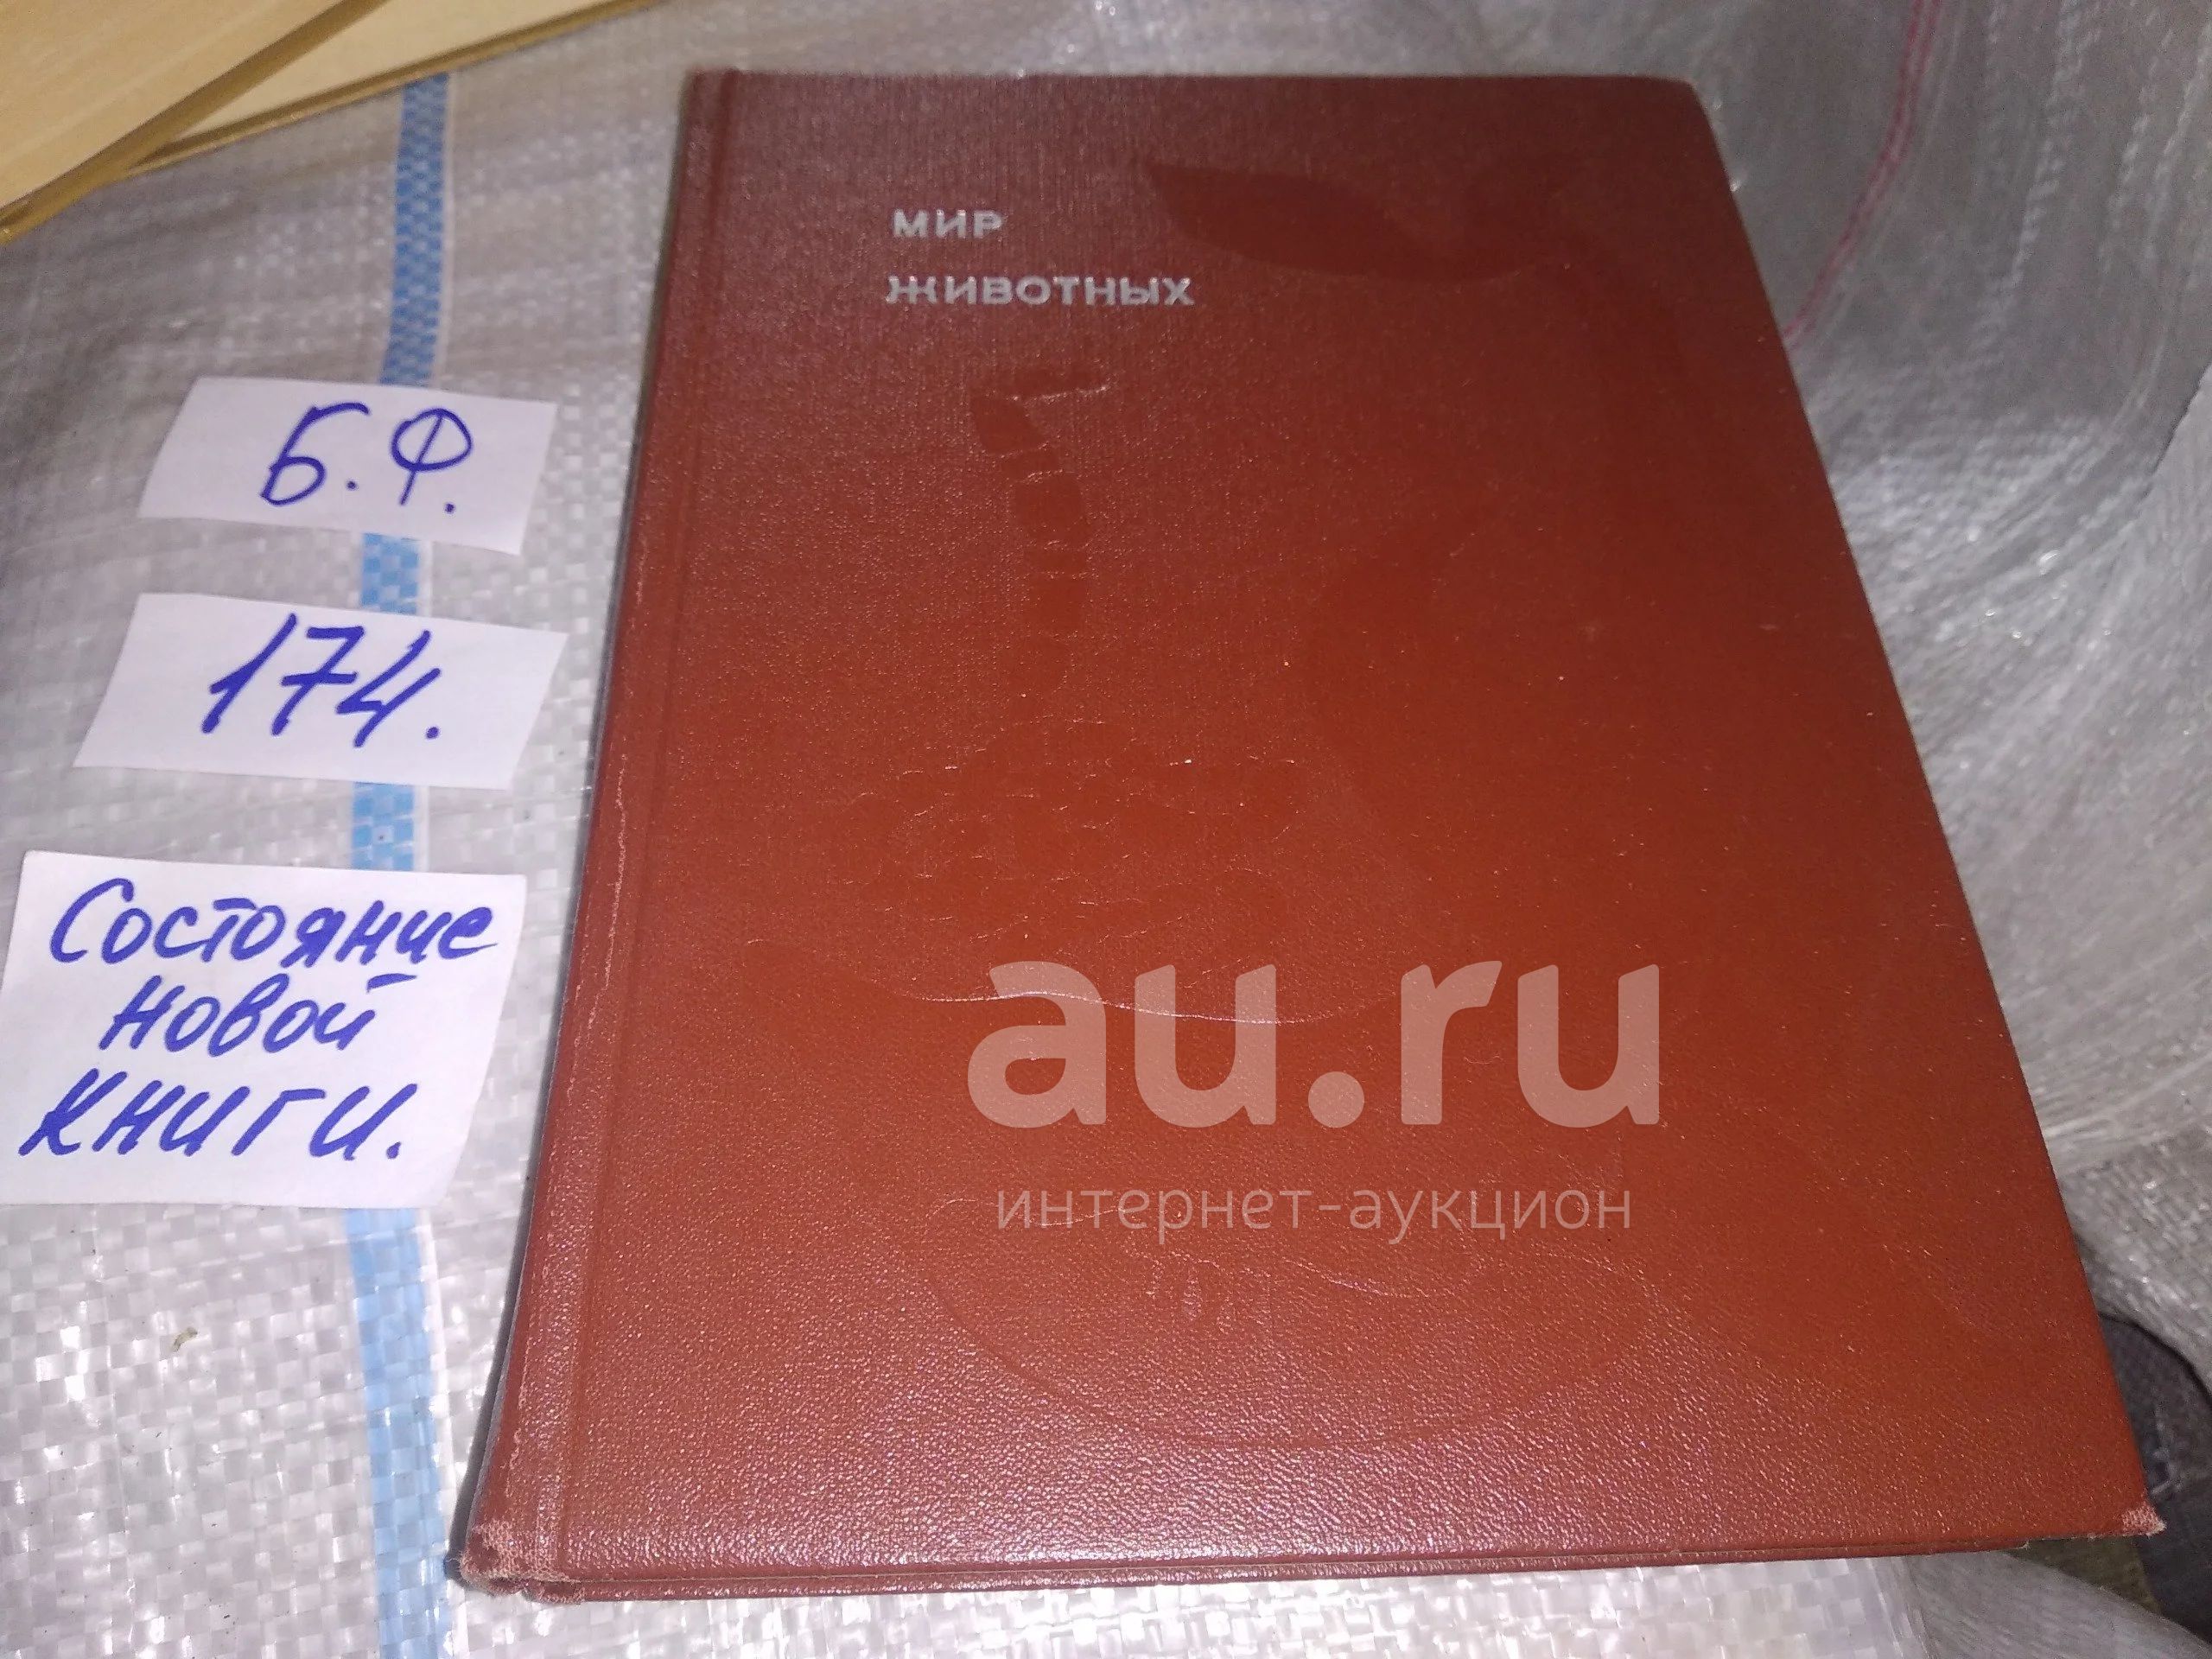 МИР
ЖИВОТНЫХ
Б.Ф.
174.
Состояние
новой
книги.
au.ru
интернет-аукцион